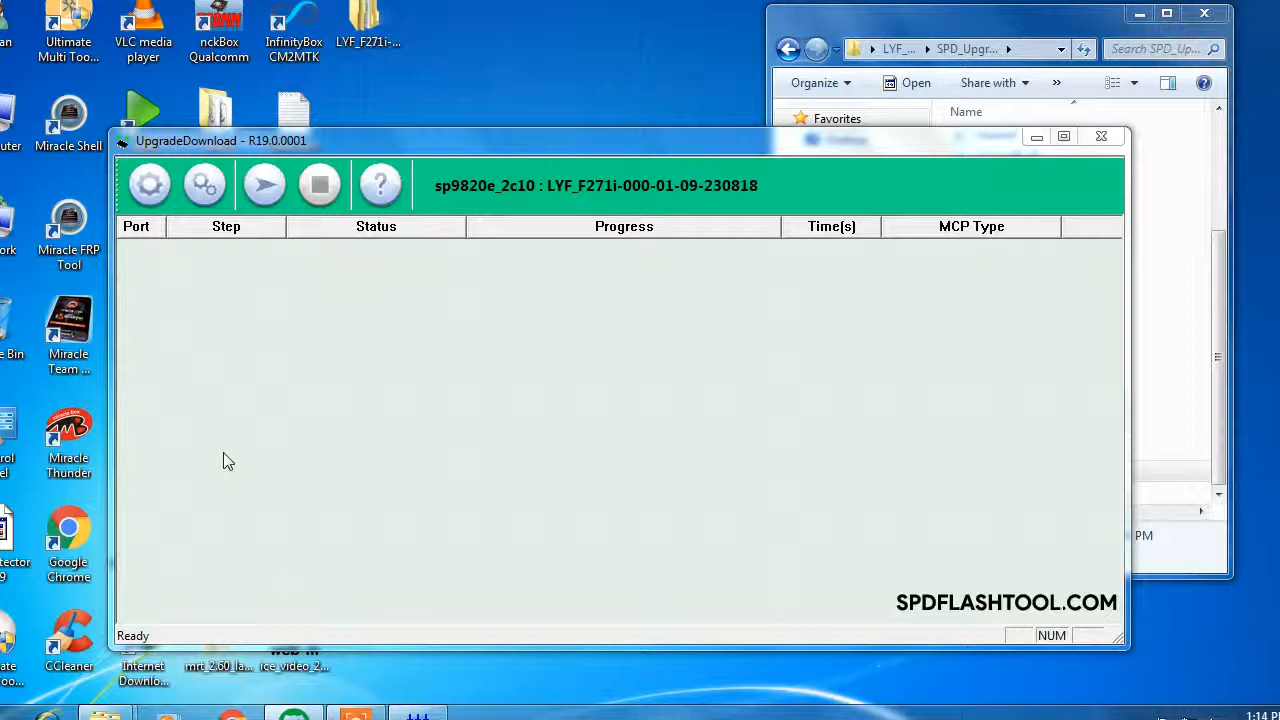 Ultimate
Multi Too...
VLC media
player
nckBox
Qualcomm
InfinityBox
CM2MTK
LYF_F271i-...
LYF_...
SPD_Upgr...
Search SPD_Up...
Organize
Open
Share with
»
Name
Favorites
Miracle Shell
UpgradeDownload - R19.0.0001
sp9820e_2c10 : LYF_F271i-000-01-09-230818
Port Step Status Progress Time(s) MCP Type
Miracle FRP
Tool
Miracle
Team ...
Miracle
Thunder
Google
Chrome
PM
SPDFLASHTOOL.COM
Ready
NUM
CCleaner
Internet
Downlo...
mrt_2.60_la...
ice_video_2...